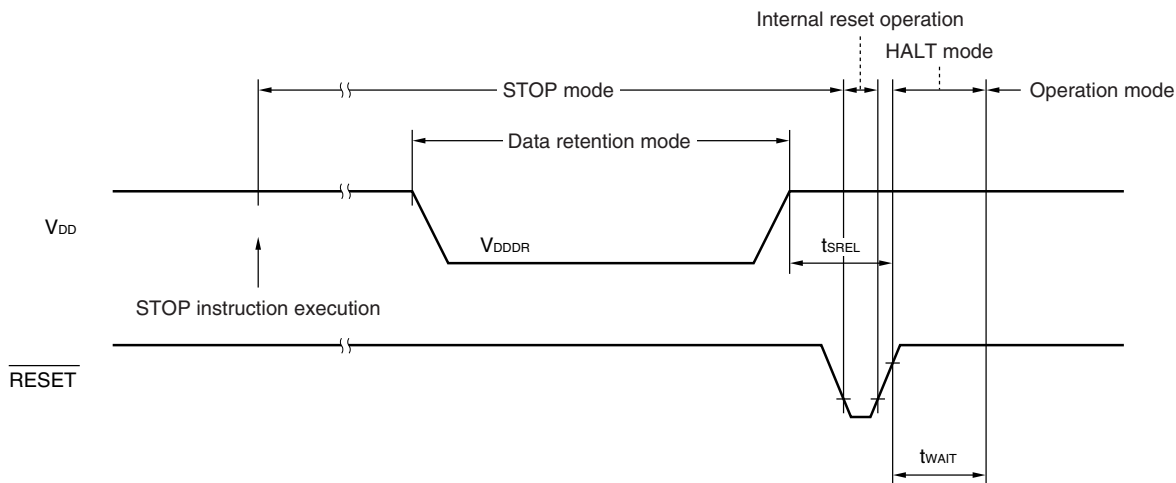 Internal reset operation
HALT mode
STOP mode
Operation mode
Data retention mode
VDD
VDDDR
tSREL
STOP instruction execution
RESET
tWAIT